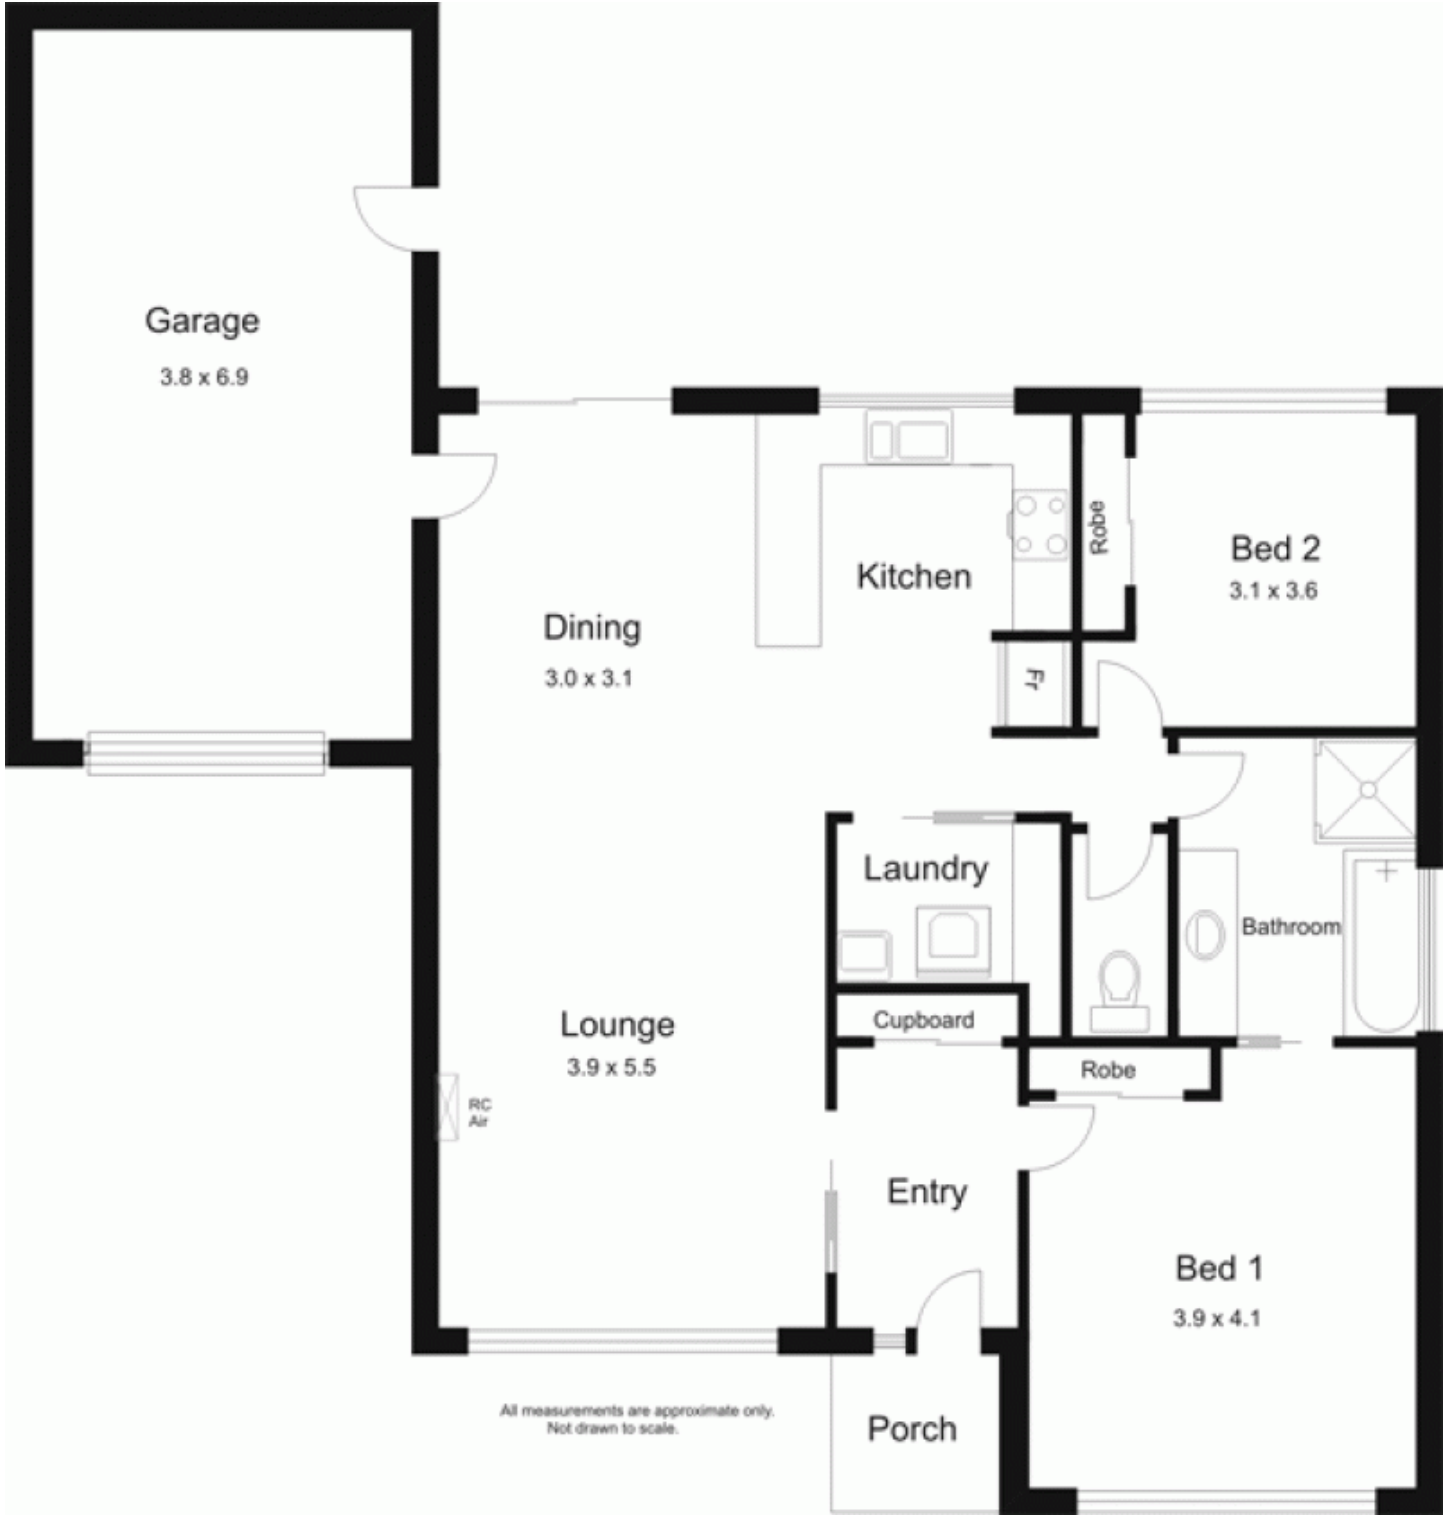 Garage
3.8 x 6.9
Robe
Bed 2
3.1 x 3.6
Kitchen
Dining
3.0 x 3.1
Fr
Laundry
Bathroom
Cupboard
Lounge
3.9 x 5.5
Robe
RC
Air
Entry
Bed 1
3.9 x 4.1
All measurements are approximate only.
Not drawn to scale.
Porch